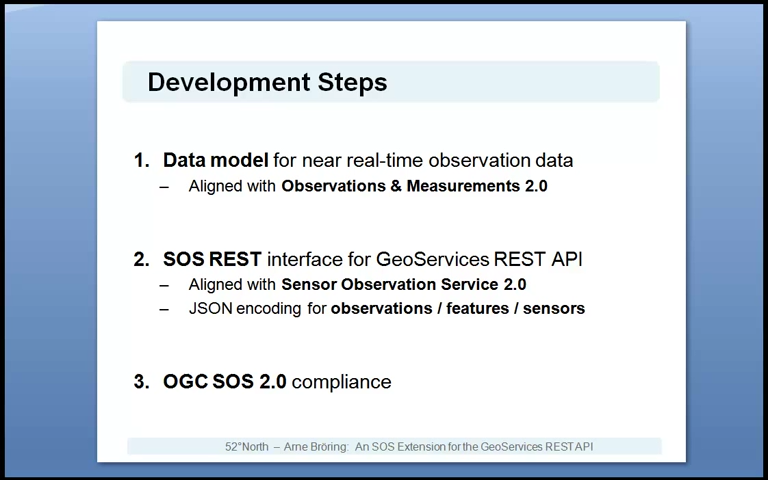 Development Steps
1. Data model for near real-time observation data
– Aligned with Observations & Measurements 2.0
2. SOS REST interface for GeoServices REST API
– Aligned with Sensor Observation Service 2.0
– JSON encoding for observations / features / sensors
3. OGC SOS 2.0 compliance
52°North – Arne Bröring: An SOS Extension for the GeoServices REST API